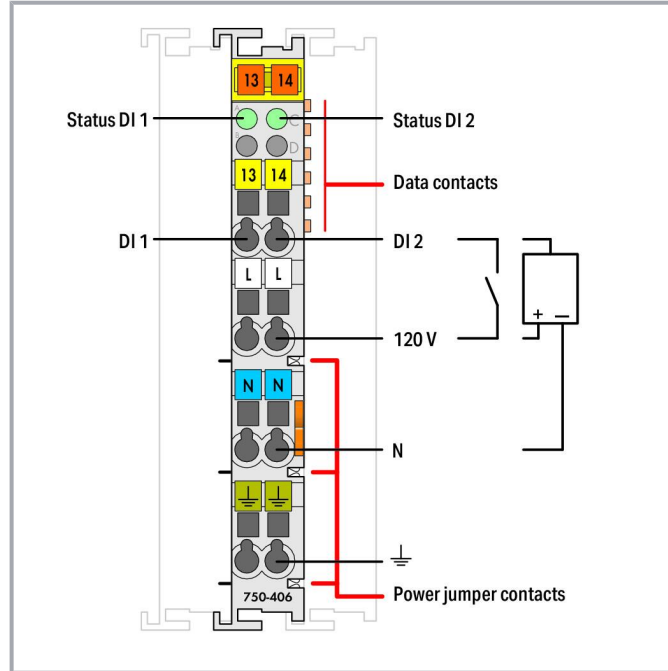 13 14
A
Status DI 1
C
Status DI 2
B
D
13 14
Data contacts
DI 1
DI 2
L L
+ −
120 V
N N
N
750-406
Power jumper contacts